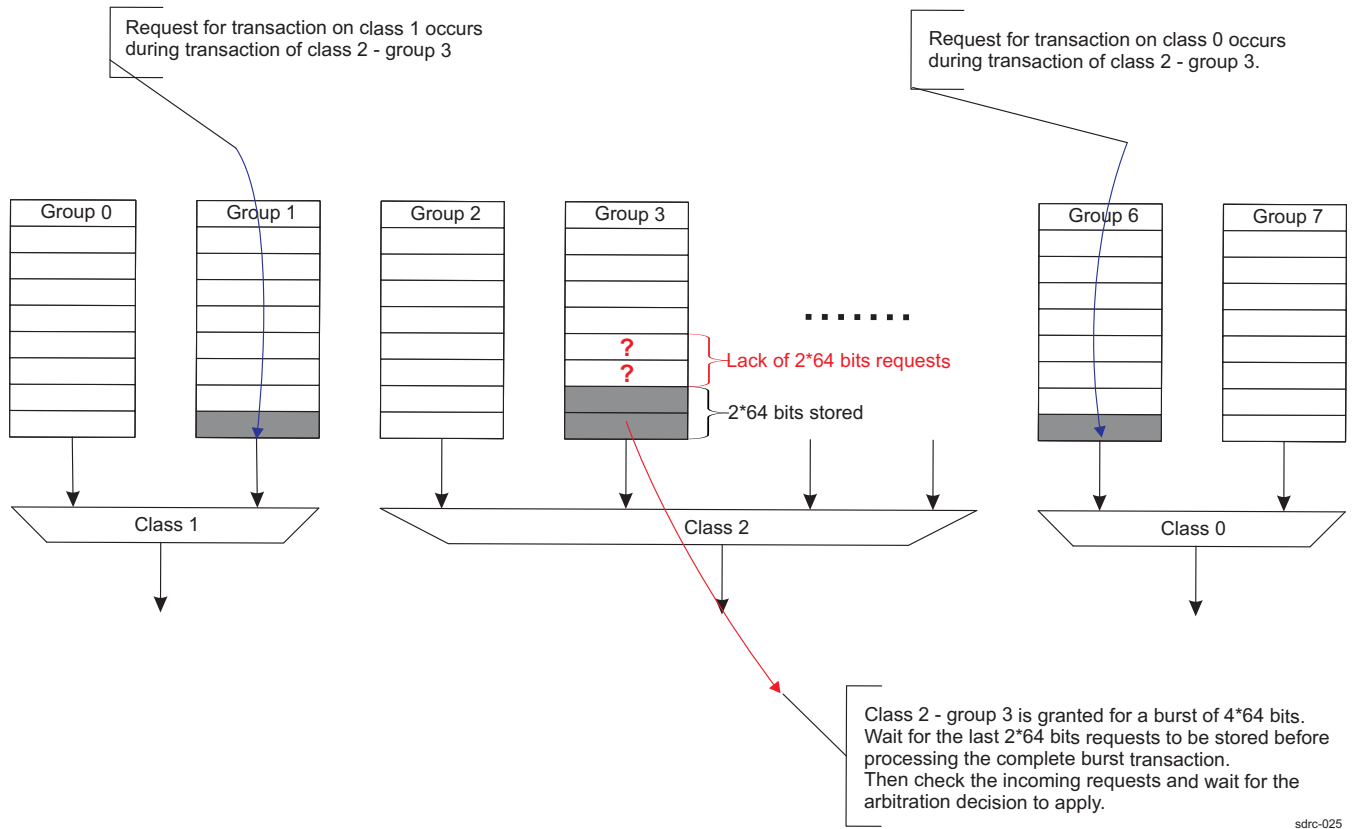 Request for transaction on class 1 occurs
during transaction of class 2 - group 3
Request for transaction on class 0 occurs
during transaction of class 2 - group 3.
Group 0
Group 1
Group 2
Group 3
Group 6
Group 7
?
?
Lack of 2*64 bits requests
2*64 bits stored
Class 1
Class 2
Class 0
Class 2 - group 3 is granted for a burst of 4*64 bits.
Wait for the last 2*64 bits requests to be stored before
processing the complete burst transaction.
Then check the incoming requests and wait for the
arbitration decision to apply.
sdrc-025